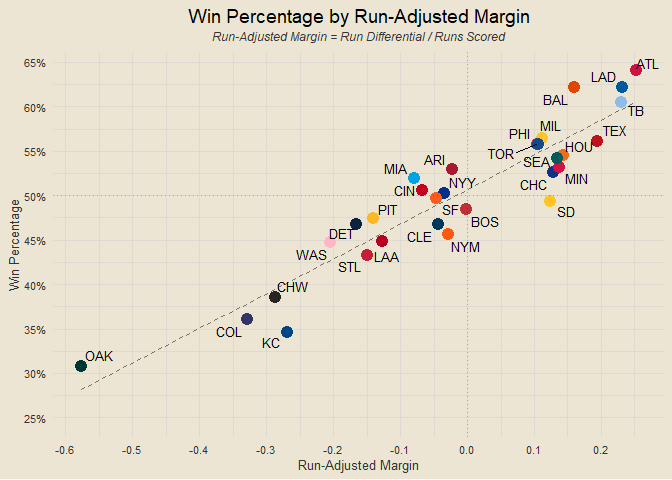 Win Percentage by Run-Adjusted Margin
Run-Adjusted Margin = Run Differential / Runs Scored
65%
ATL
LAD
60%
BAL
TB
PHI
MIL
TEX
55%
TOR
HOU
ARI
SEA
MIA
CIN
NYY
CHC
MIN
50%
PIT
SF
SD
DET
BOS
45%
CLE
WAS
LAA
NYM
STL
40%
CHW
35%
COL
KC
OAK
30%
25%
Win Percentage
-0.6
-0.5
-0.4
-0.3
-0.2
-0.1
0.0
0.1
0.2
Run-Adjusted Margin